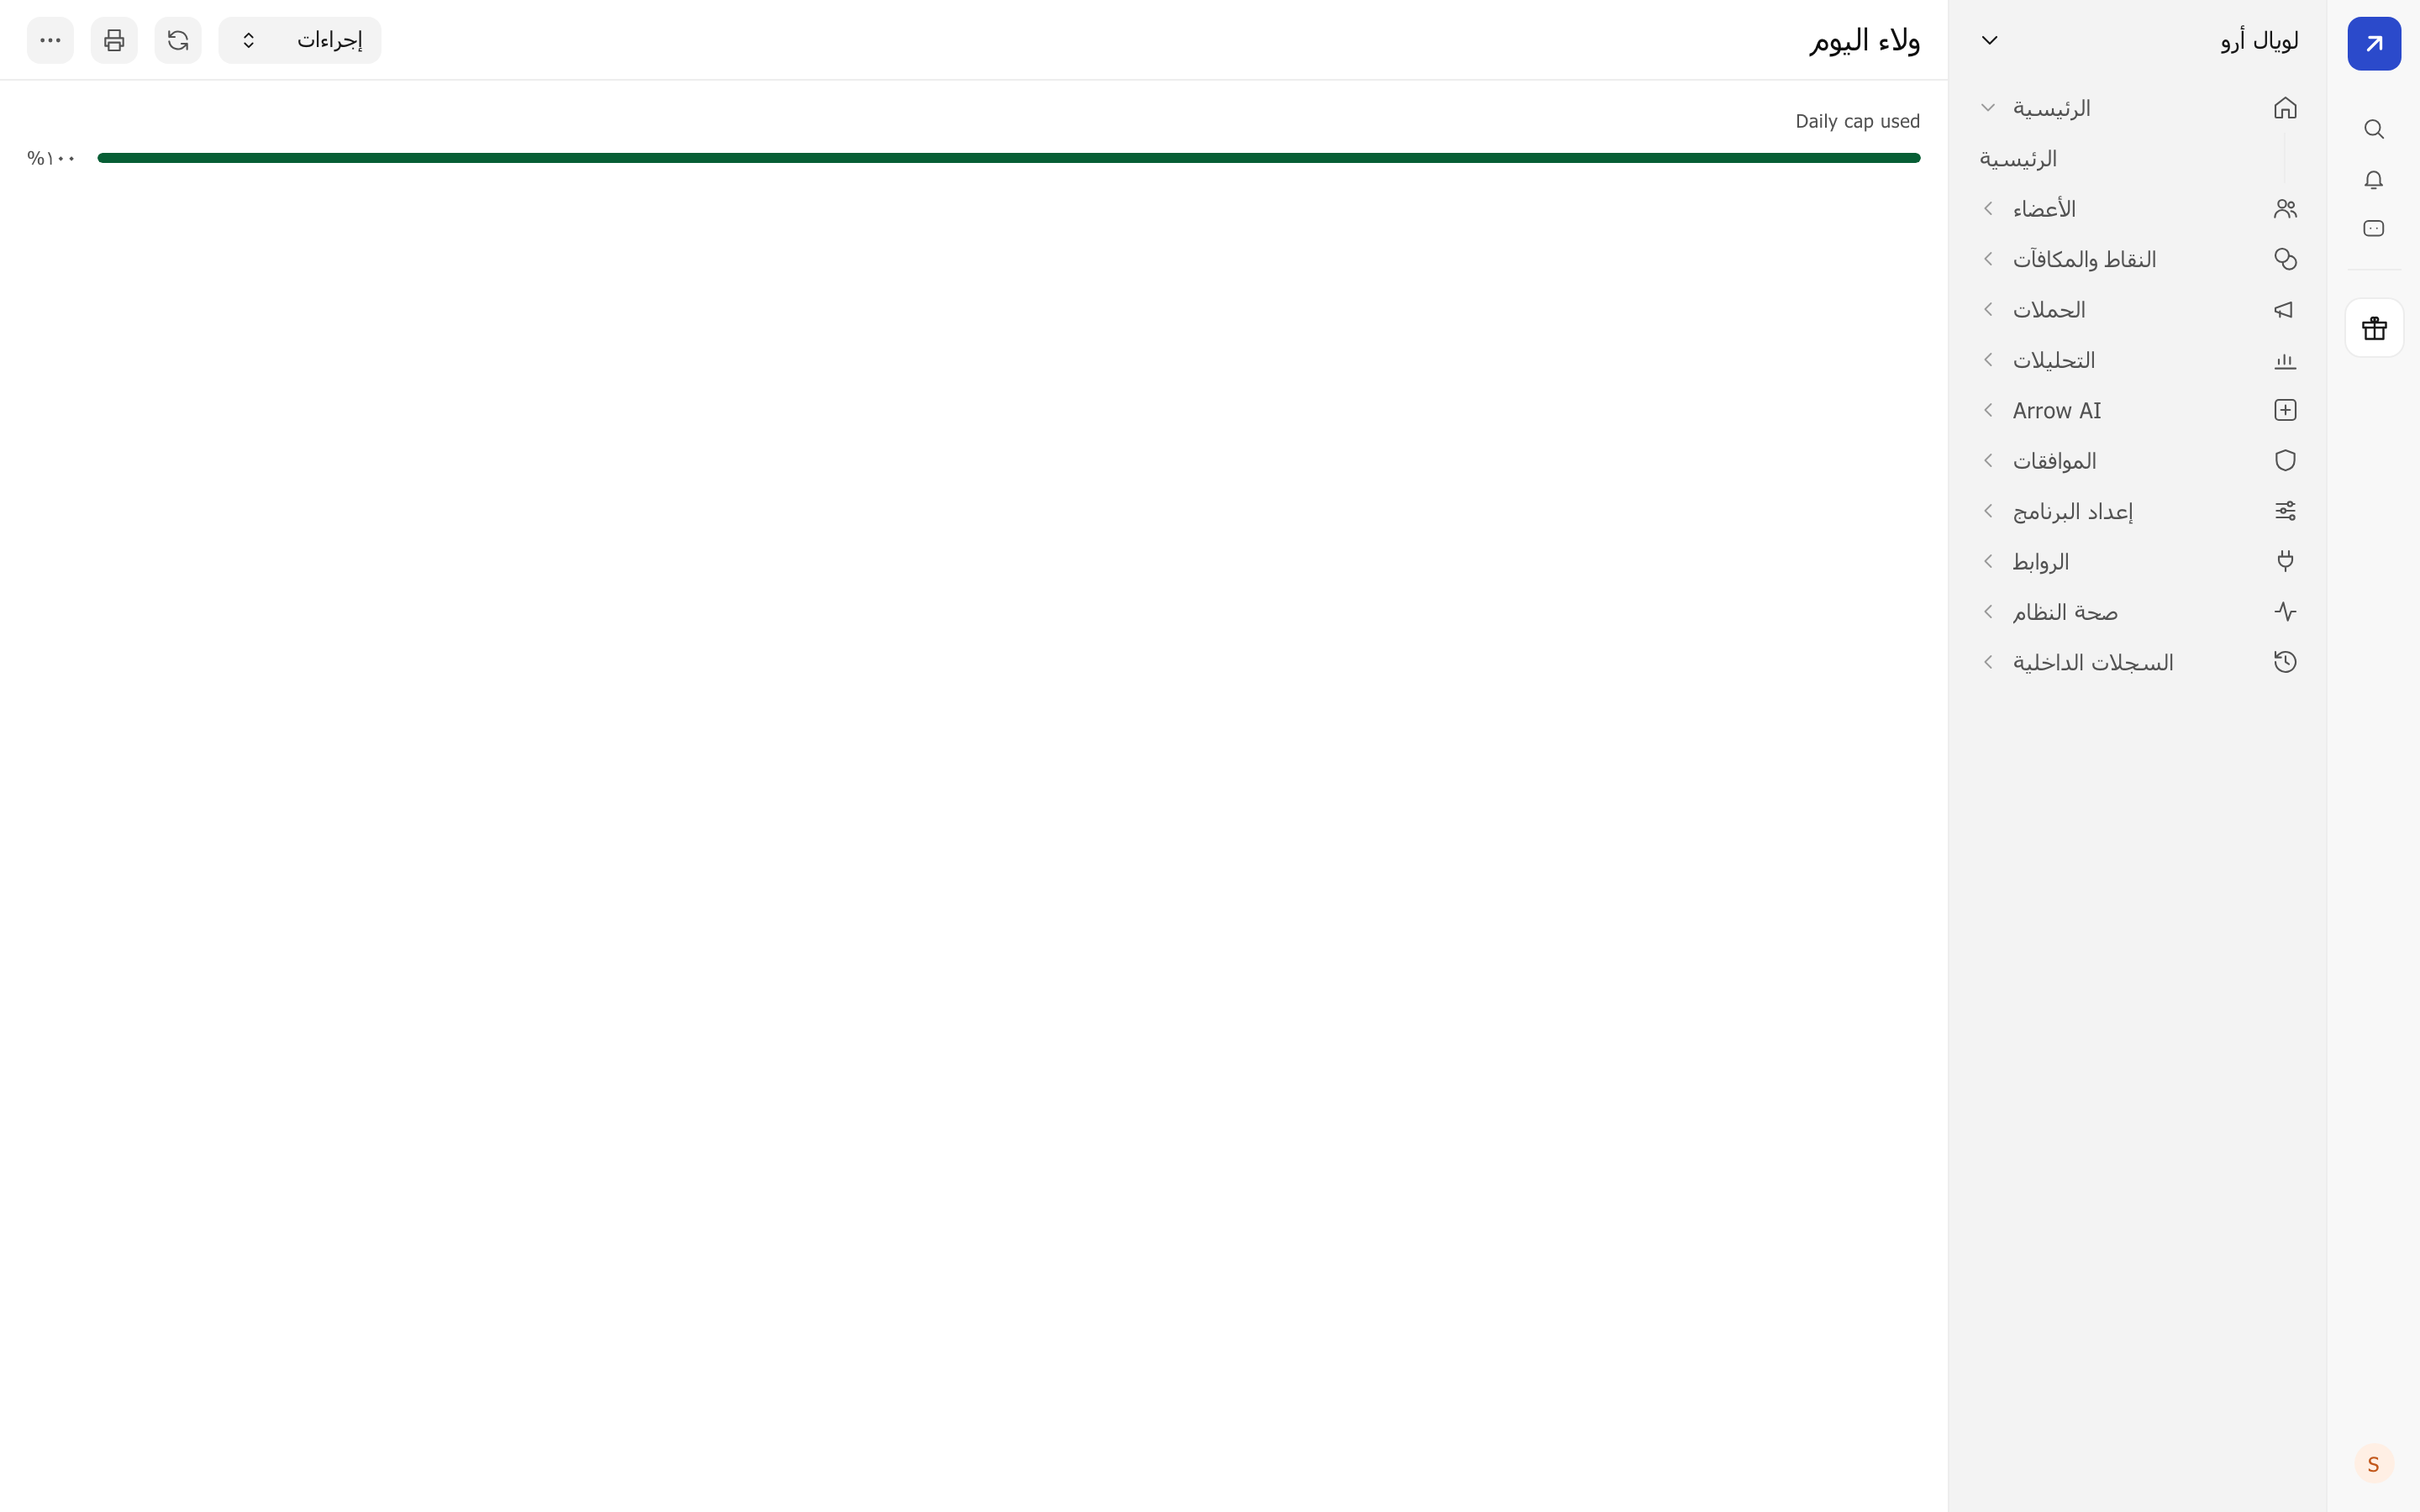 لويال أرو
الرئيسية
الرئيسية
الأعضاء
النقاط والمكافآت
الحملات
التحليلات
Arrow AI
الموافقات
إعداد البرنامج
الروابط
صحة النظام
السجلات الداخلية
S
ولاء اليوم
إجراءات
Daily cap used
%١٠٠